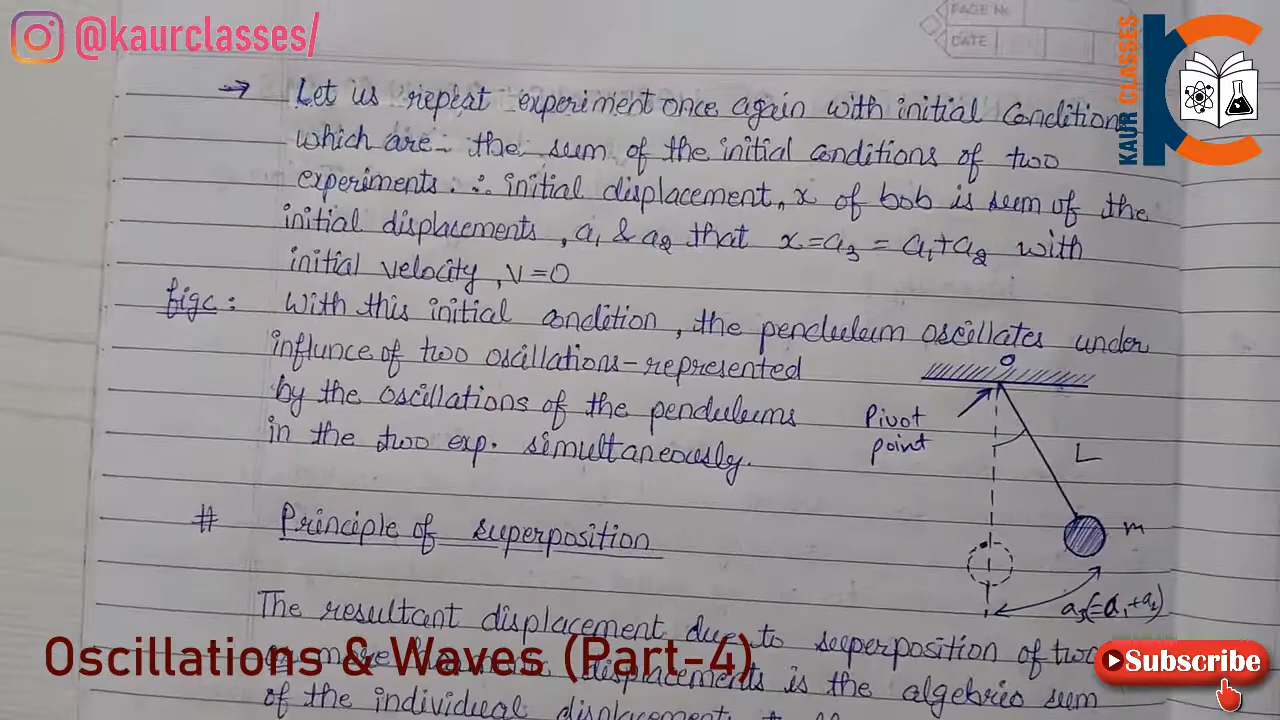 @kaurclasses/
PAGE No.
DATE
KAUR CLASSES
→ Let us repeat experiment once again with initial Condition
which are- the sum of the initial conditions of two
experiments. ∴ initial displacement, x of bob is sum of the
initial displacements, a₁ & a₂ that x=a₃ = a₁+a₂ with
initial velocity, v=0
figc: With this initial condition, the pendulum oscillates under
influnce of two oscillations-represented
by the oscillations of the pendulums
in the two exp. simultaneously.
O
Pivot
point
L
m
a₃(=a₁+a₂)
# Principle of superposition
The resultant displacement due to superposition of two
or more displacements is the algebric sum
of the individual displacement
Oscillations & Waves (Part-4)
Subscribe